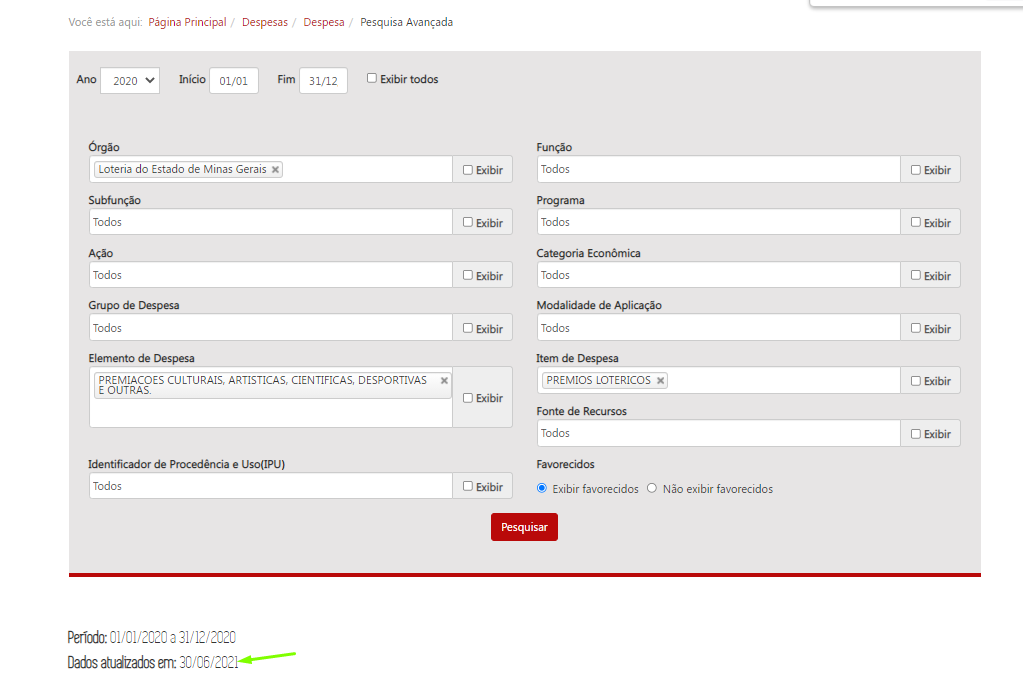 Você está aqui: Página Principal / Despesas / Despesa / Pesquisa Avançada
Ano 2020 Início 01/01 Fim 31/12 Exibir todos
Órgão
Loteria do Estado de Minas Gerais × Exibir
Função
Todos Exibir
Subfunção
Todos Exibir
Programa
Todos Exibir
Ação
Todos Exibir
Categoria Econômica
Todos Exibir
Grupo de Despesa
Todos Exibir
Modalidade de Aplicação
Todos Exibir
Elemento de Despesa
PREMIACOES CULTURAIS, ARTISTICAS, CIENTIFICAS, DESPORTIVAS ×
E OUTRAS.
Exibir
Item de Despesa
PREMIOS LOTERICOS × Exibir
Fonte de Recursos
Todos Exibir
Identificador de Procedência e Uso(IPU)
Todos Exibir
Favorecidos
Exibir favorecidos Não exibir favorecidos
Pesquisar
Período: 01/01/2020 a 31/12/2020
Dados atualizados em: 30/06/2021